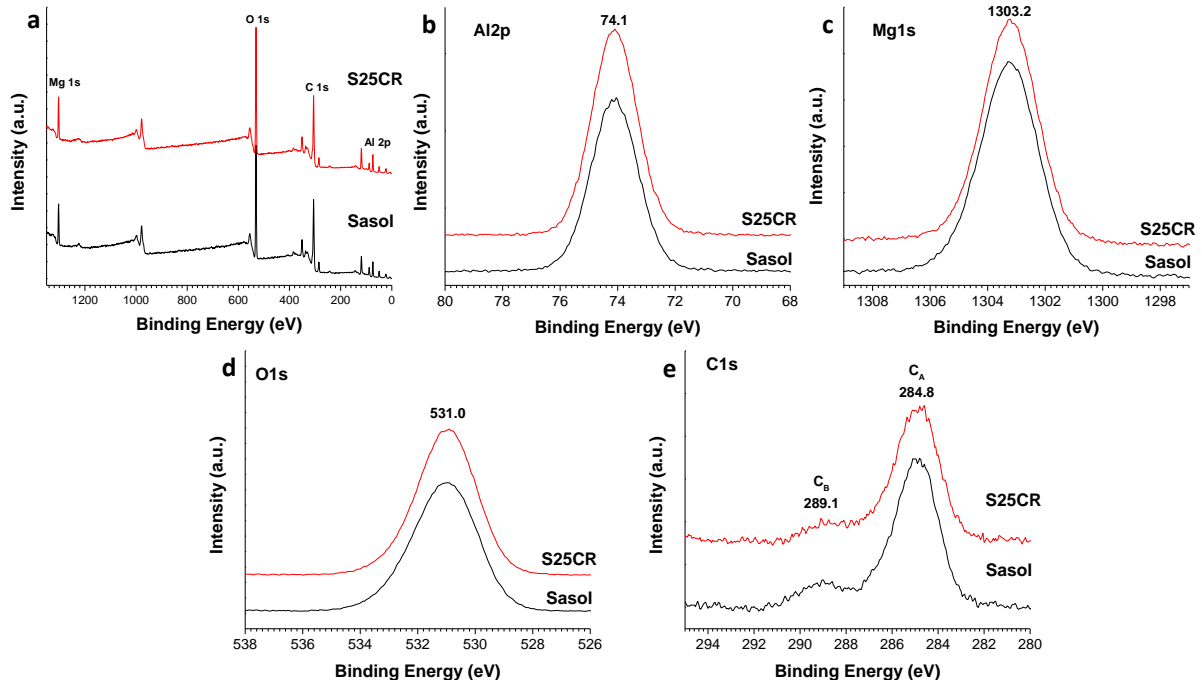 a
Mg 1s
O 1s
S25CR
C 1s
Al 2p
Sasol
Intensity (a.u.)
1200 1000 800 600 400 200 0
Binding Energy (eV)
b
Al2p
74.1
S25CR
Sasol
Intensity (a.u.)
80 78 76 74 72 70 68
Binding Energy (eV)
c
Mg1s
1303.2
S25CR
Sasol
Intensity (a.u.)
1308 1306 1304 1302 1300 1298
Binding Energy (eV)
d
O1s
531.0
S25CR
Sasol
Intensity (a.u.)
538 536 534 532 530 528 526
Binding Energy (eV)
e
C1s
C_A
284.8
C_B
289.1
S25CR
Sasol
Intensity (a.u.)
294 292 290 288 286 284 282 280
Binding Energy (eV)